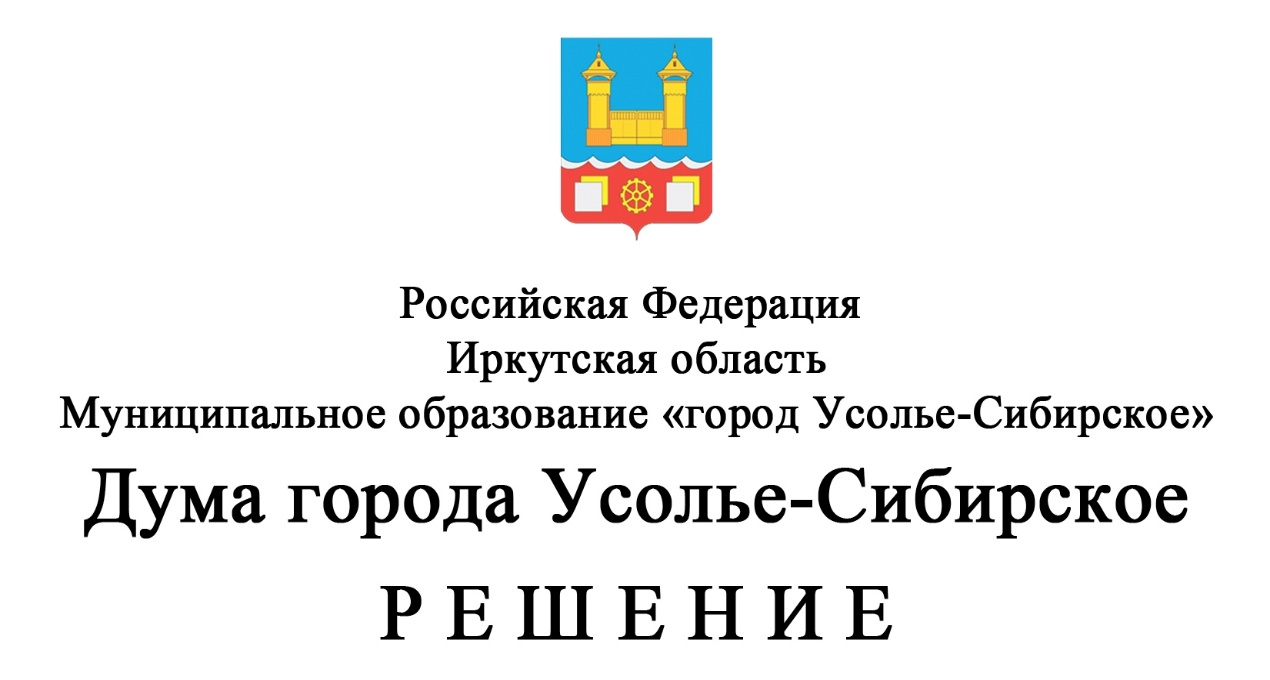 Российская Федерация
Иркутская область
Муниципальное образование «город Усолье-Сибирское»
Дума города Усолье-Сибирское
Р Е Ш Е Н И Е